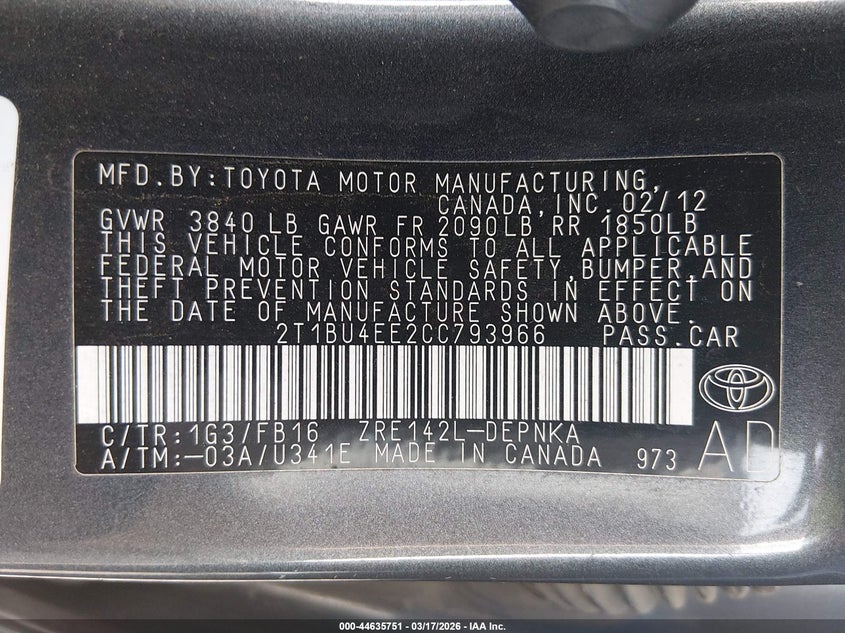 MFD.BY:TOYOTA MOTOR MANUFACTURING,
CANADA,INC.02/12
GVWR 3840 LB GAWR FR 2090LB RR 1850LB
THIS VEHICLE CONFORMS TO ALL APPLICABLE
FEDERAL MOTOR VEHICLE SAFETY,BUMPER,AND
THEFT PREVENTION STANDARDS IN EFFECT ON
THE DATE OF MANUFACTURE SHOWN ABOVE.
2T1BU4EE2CC793966 PASS.CAR
C/TR:1G3/FB16 ZRE142L-DEPNKA
A/TM:-03A/U341E MADE IN CANADA 973 AD
000-44635751 — 03/17/2026 — IAA Inc.